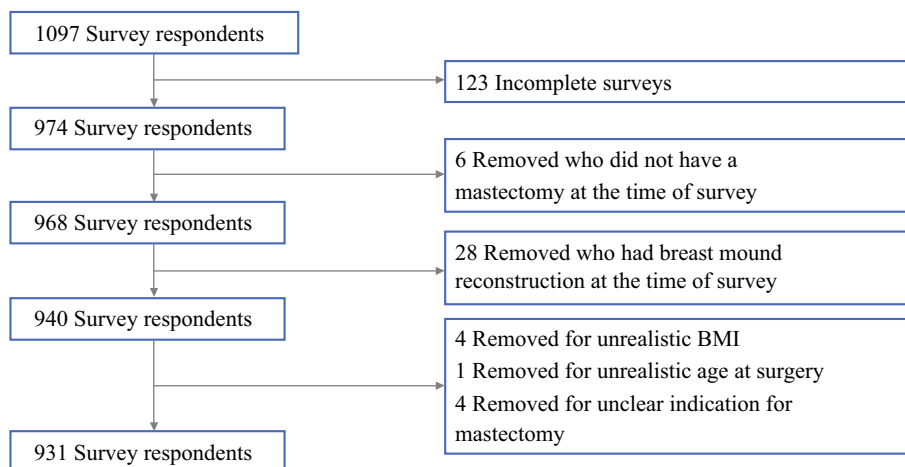 1097 Survey respondents
123 Incomplete surveys
974 Survey respondents
6 Removed who did not have a
mastectomy at the time of survey
968 Survey respondents
28 Removed who had breast mound
reconstruction at the time of survey
940 Survey respondents
4 Removed for unrealistic BMI
1 Removed for unrealistic age at surgery
4 Removed for unclear indication for
mastectomy
931 Survey respondents